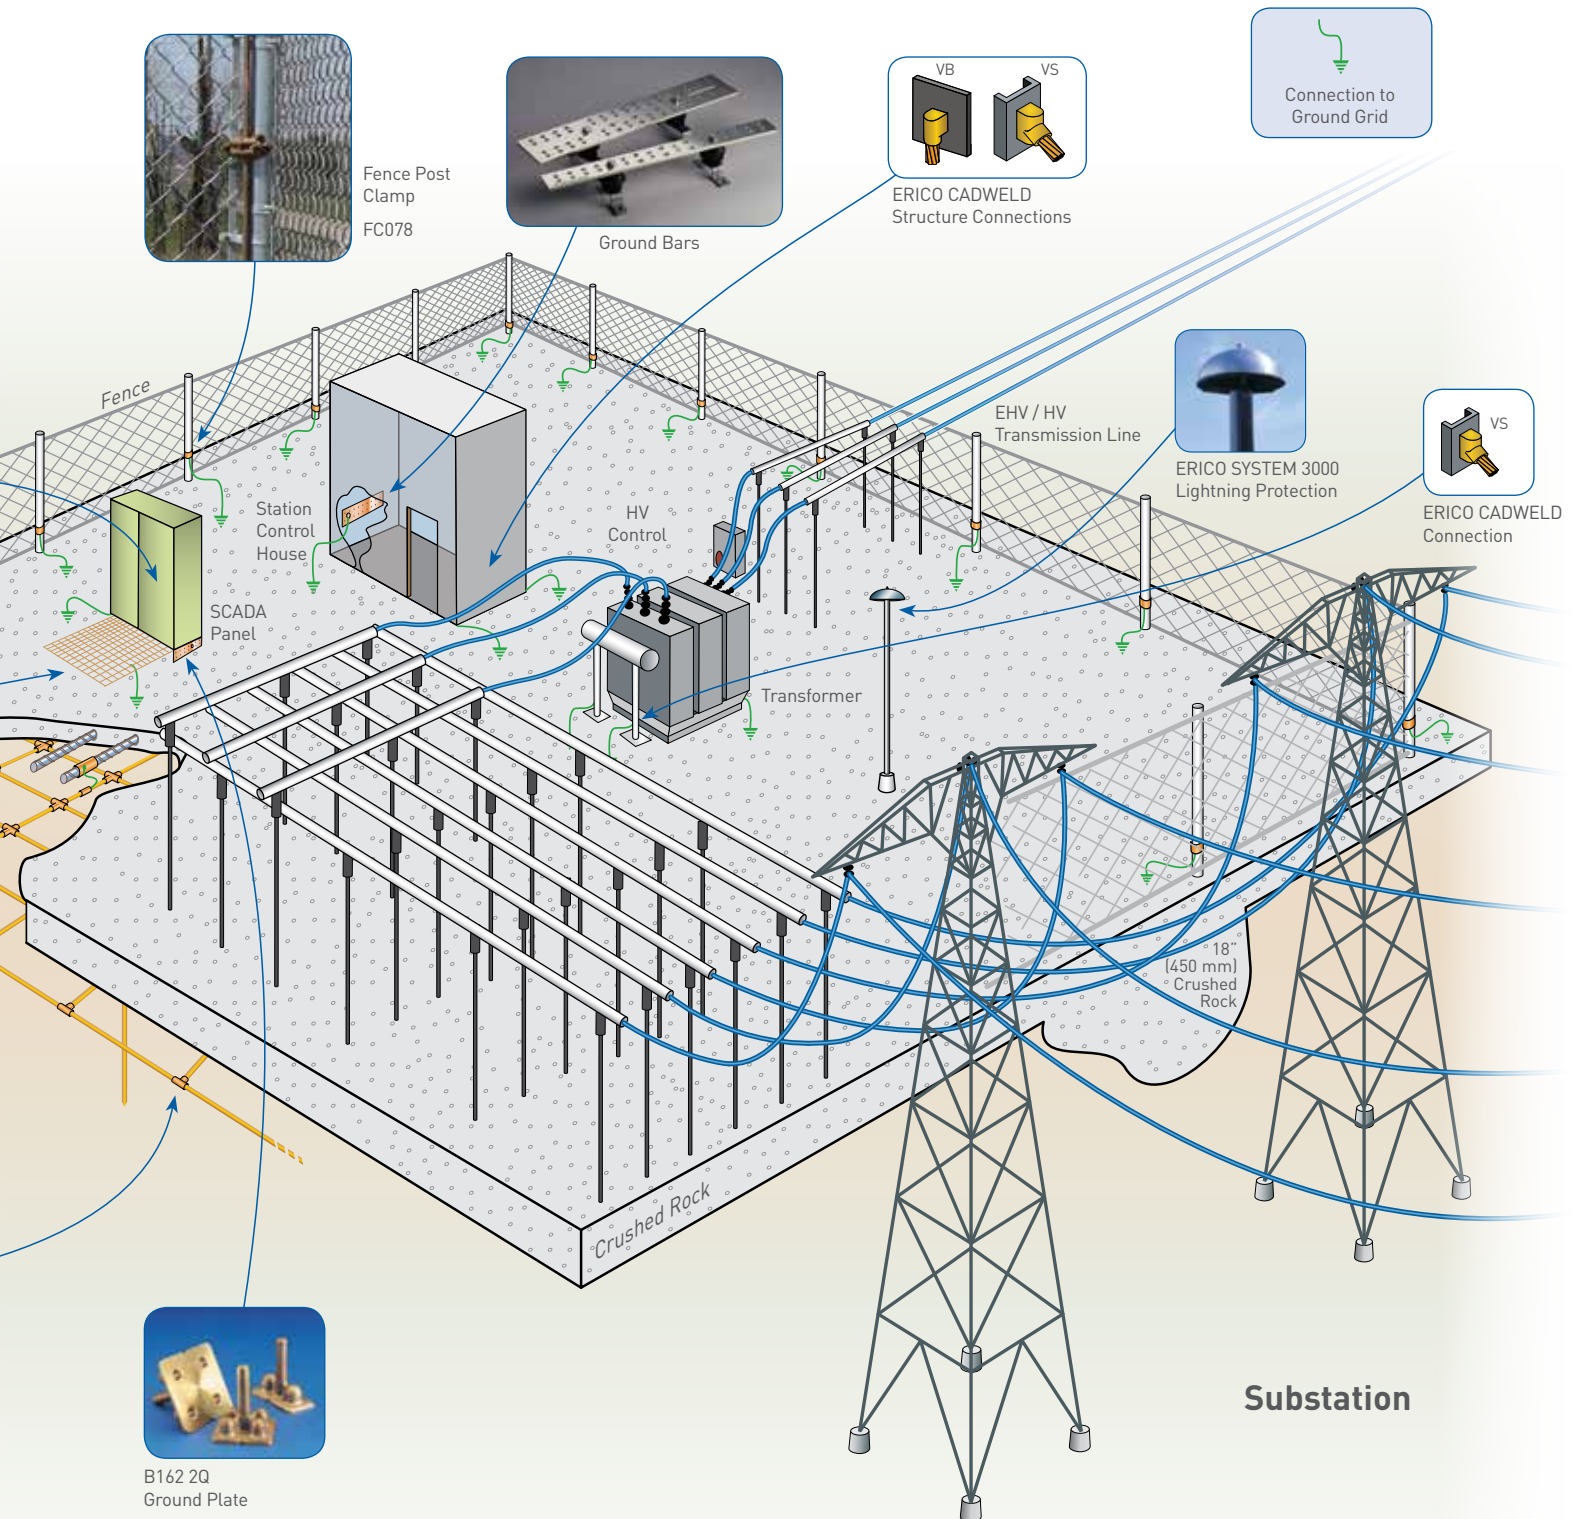 VB
VS
Connection to
Ground Grid
Fence Post
Clamp
FC078
ERICO CADWELD
Structure Connections
Ground Bars
Fence
EHV / HV
Transmission Line
ERICO SYSTEM 3000
Lightning Protection
VS
ERICO CADWELD
Connection
Station
Control
House
HV
Control
SCADA
Panel
Transformer
18”
(450 mm)
Crushed
Rock
Crushed Rock
Substation
B162 2Q
Ground Plate